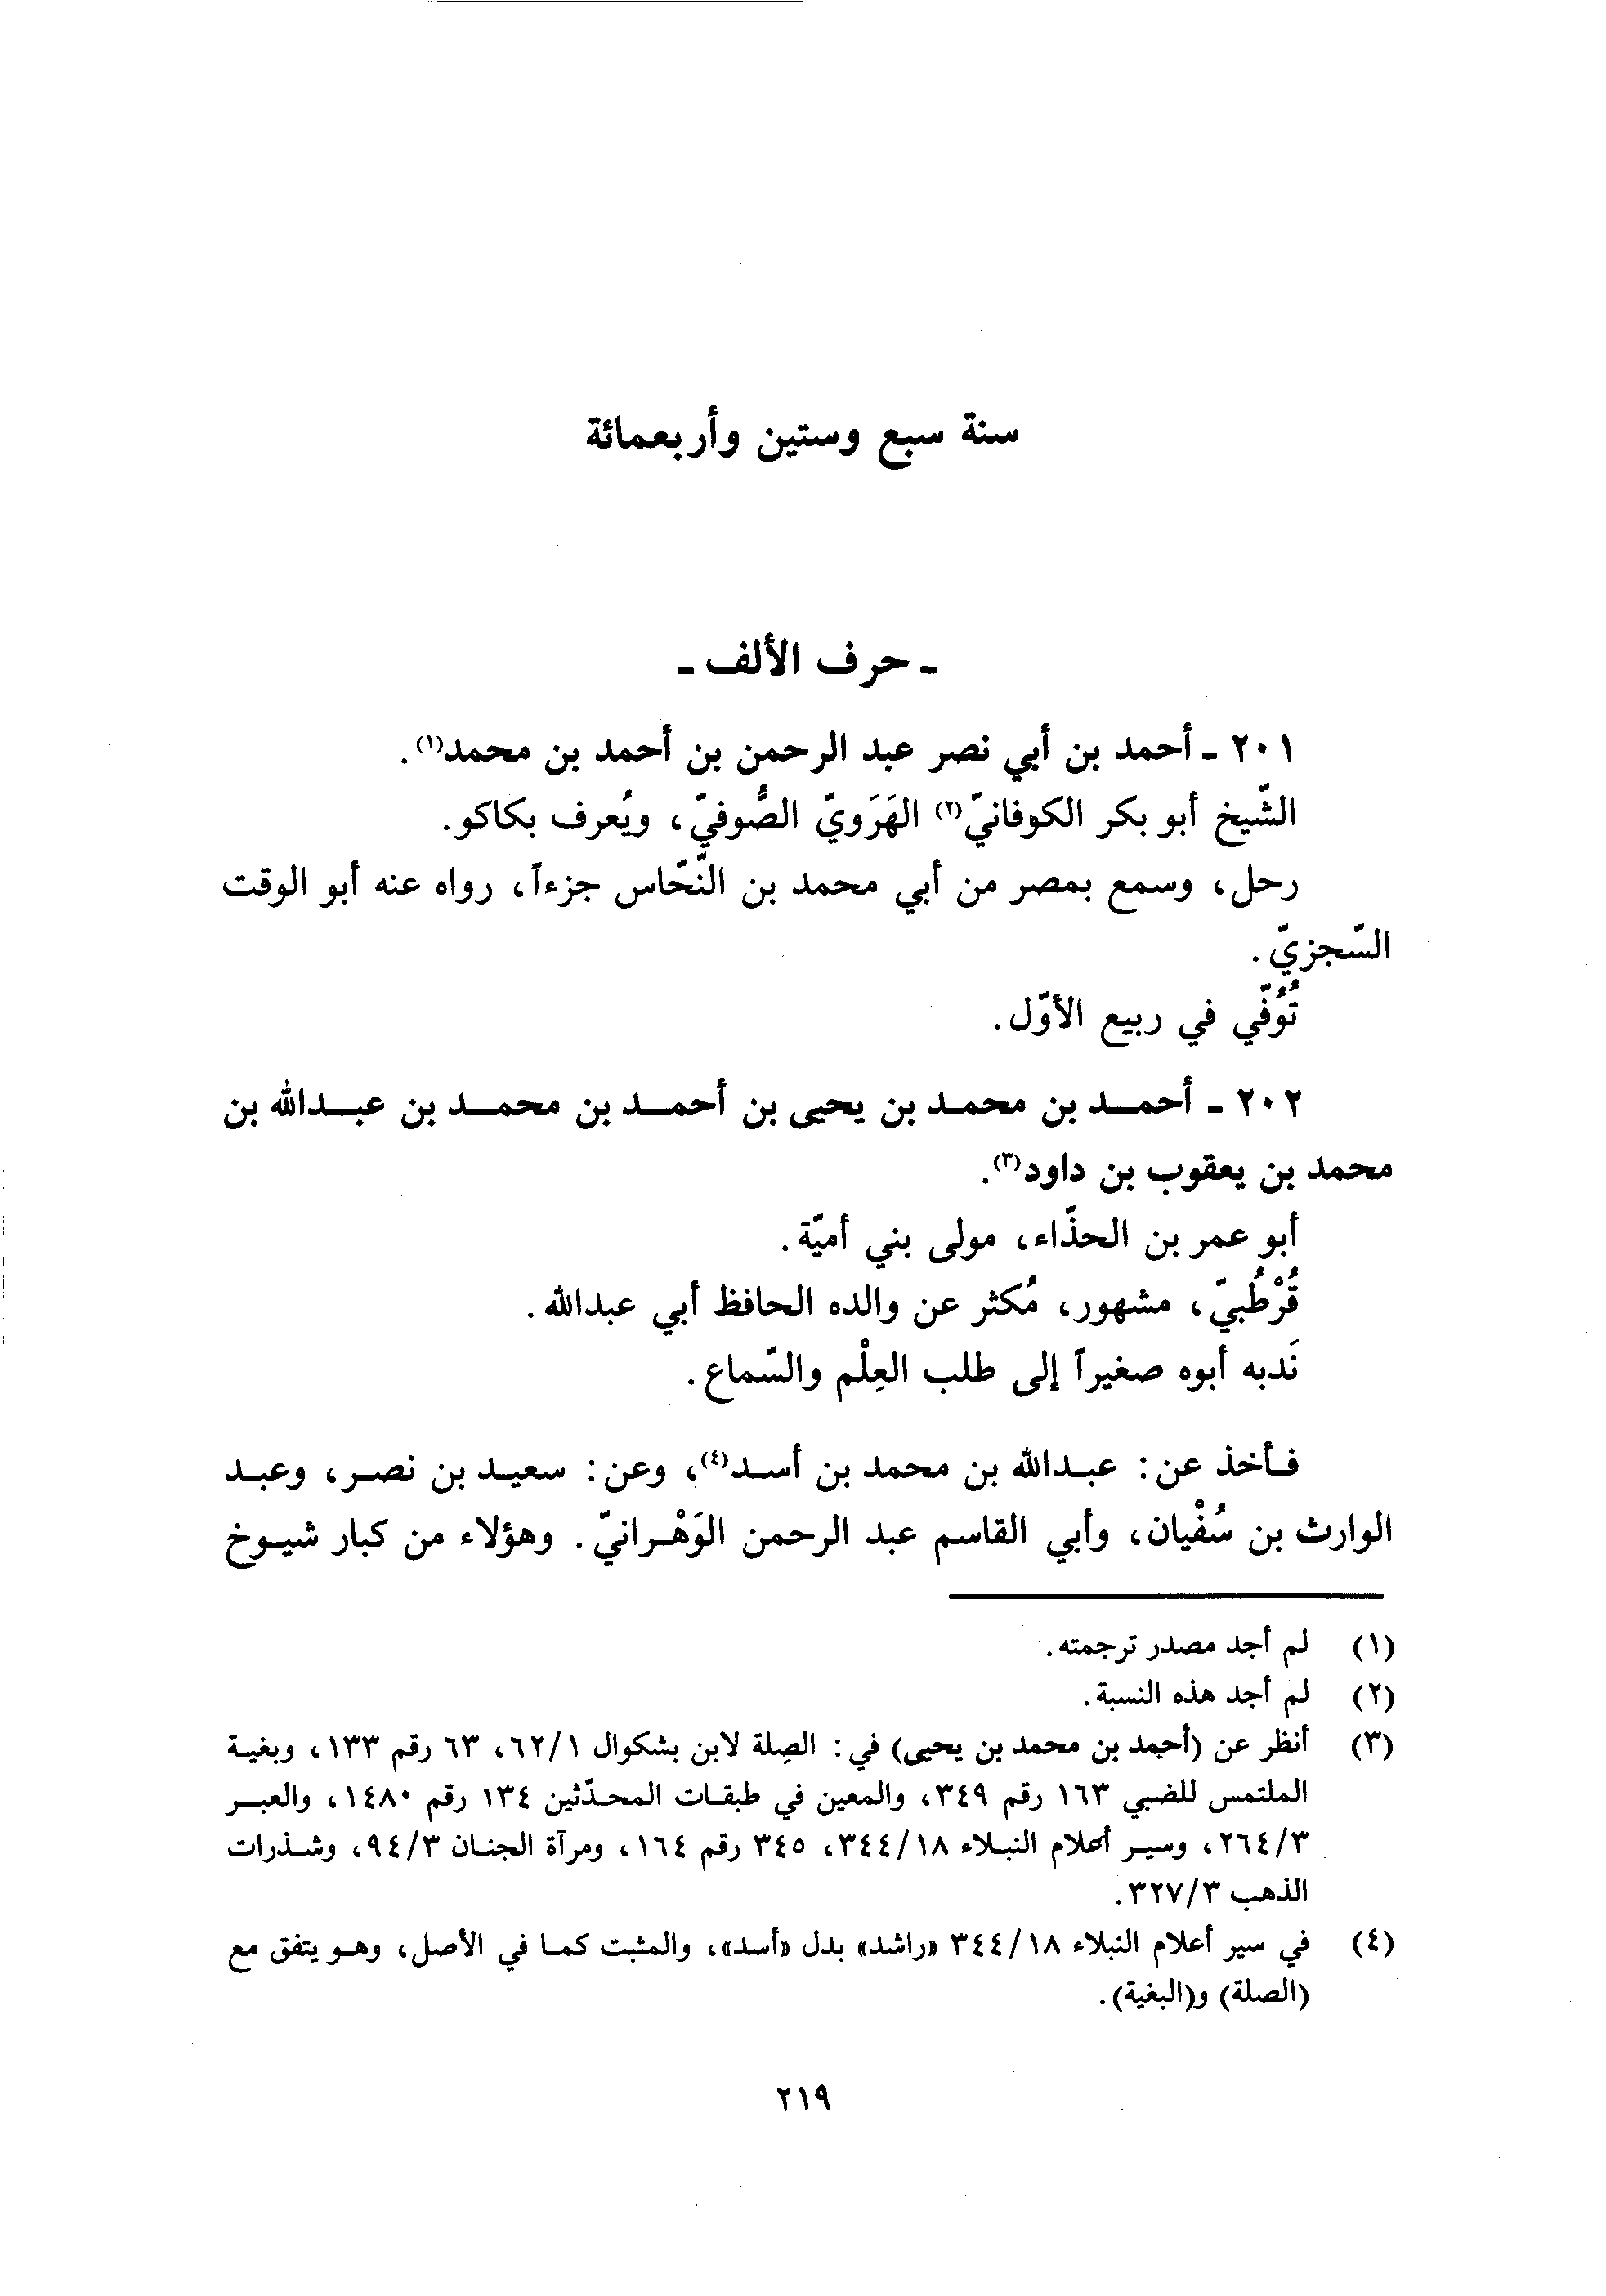 سنة سبع وستين وأربعمائة
ـ حرف الألف ـ
٢٠١ ـ أحمد بن أبي نصر عبد الرحمن بن أحمد بن محمد(١).
الشّيخ أبو بكر الكوفانيّ(٢) الهَرَويّ الصُّوفيّ، ويُعرف بكاكو.
رحل، وسمع بمصر من أبي محمد بن النّحّاس جزءاً، رواه عنه أبو الوقت
السّجزيّ.
تُوُفّي في ربيع الأوّل.
٢٠٢ ـ أحمد بن محمد بن يحيى بن أحمد بن محمد بن عبدالله بن
محمد بن يعقوب بن داود(٣).
أبو عمر بن الحذّاء، مولى بني أميّة.
قُرْطُبيّ، مشهور، مُكثر عن والده الحافظ أبي عبدالله.
نَدبه أبوه صغيراً إلى طلب العِلْم والسّماع.
فأخذ عن: عبدالله بن محمد بن أسد(٤)، وعن: سعيد بن نصر، وعبد
الوارث بن سُفْيان، وأبي القاسم عبد الرحمن الوَهْرانيّ. وهؤلاء من كبار شيوخ
(١) لم أجد مصدر ترجمته.
(٢) لم أجد هذه النسبة.
(٣) أنظر عن (أحمد بن محمد بن يحيى) في: الصِلة لابن بشكوال ١/٦٢، ٦٣ رقم ١٣٣، وبغية
الملتمس للضبي ١٦٣ رقم ٣٤٩، والمعين في طبقات المحدّثين ١٣٤ رقم ١٤٨٠، والعبر
٢٦٤/٣، وسير أعلام النبلاء ٣٤٤/١٨، ٣٤٥ رقم ١٦٤، ومرآة الجنان ٩٤/٣، وشذرات
الذهب ٣٢٧/٣.
(٤) في سير أعلام النبلاء ٣٤٤/١٨ «راشد» بدل «أسد»، والمثبت كما في الأصل، وهو يتفق مع
(الصلة) و(البغية).
٢١٩